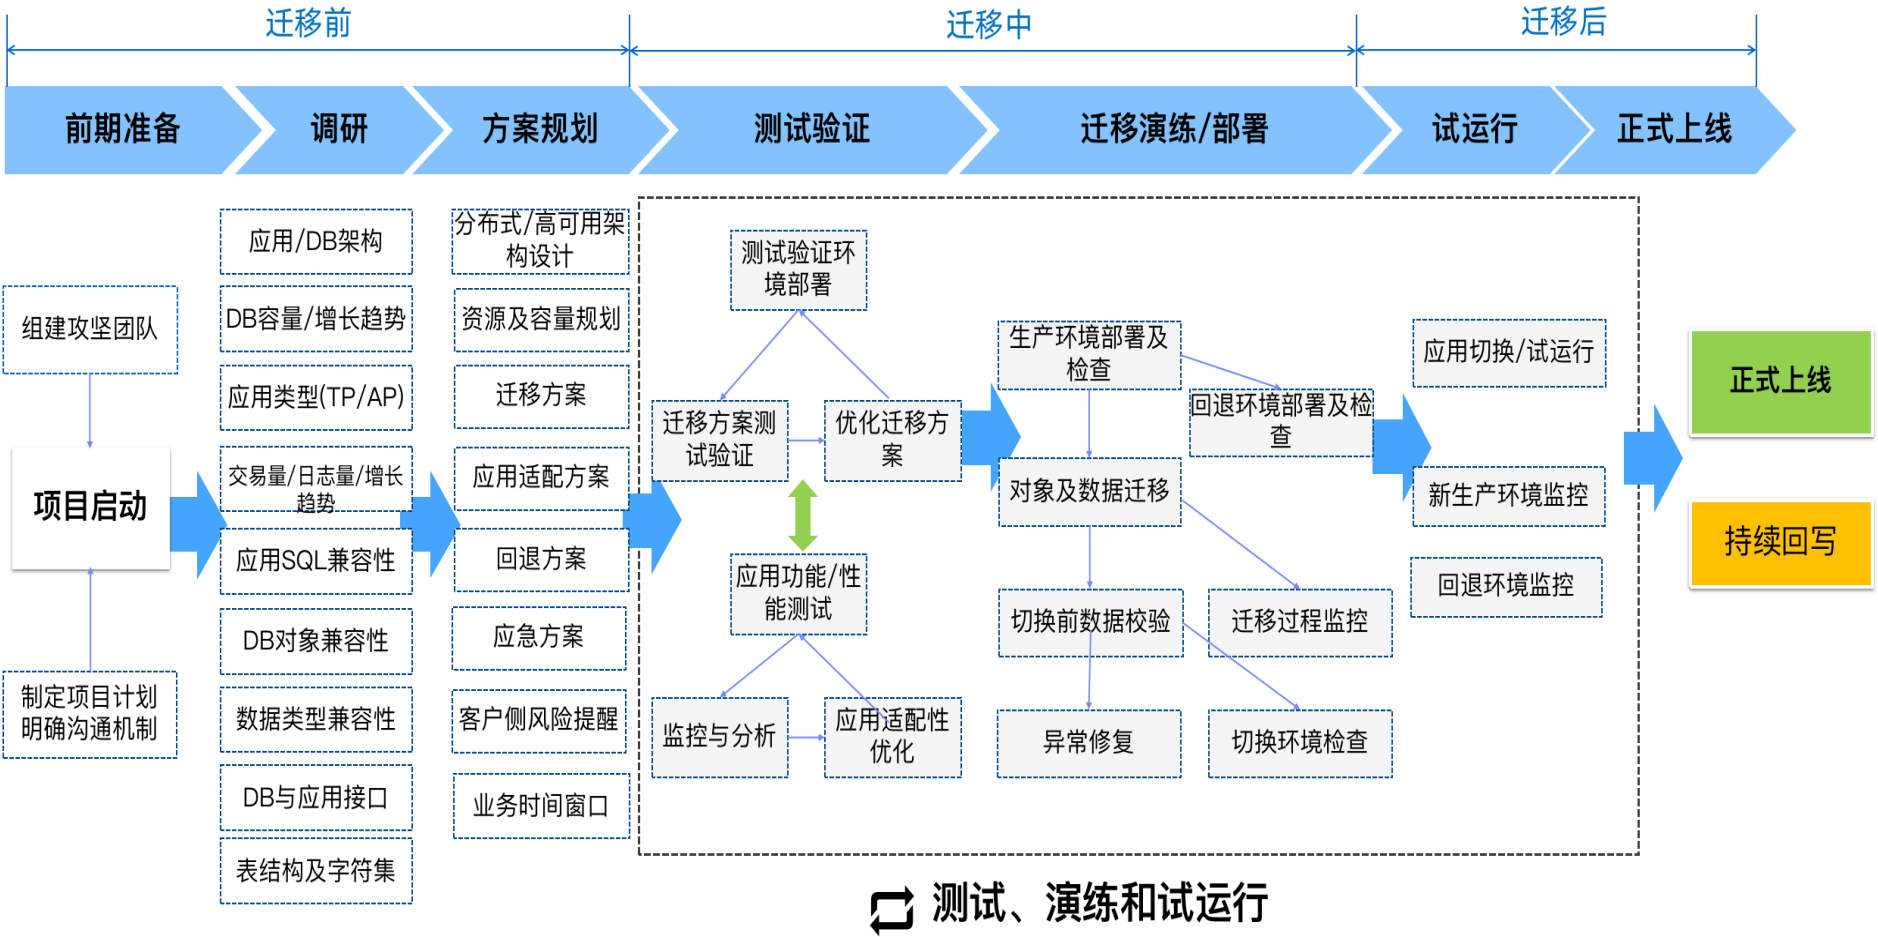 迁移前
迁移中
迁移后
前期准备
调研
方案规划
测试验证
迁移演练/部署
试运行
正式上线
组建攻坚团队
项目启动
制定项目计划
明确沟通机制
应用/DB架构
DB容量/增长趋势
应用类型(TP/AP)
交易量/日志量/增长
趋势
应用SQL兼容性
DB对象兼容性
数据类型兼容性
DB与应用接口
表结构及字符集
分布式/高可用架
构设计
资源及容量规划
迁移方案
应用适配方案
回退方案
应急方案
客户侧风险提醒
业务时间窗口
测试验证环
境部署
迁移方案测
试验证
优化迁移方
案
应用功能/性
能测试
监控与分析
应用适配性
优化
生产环境部署及
检查
回退环境部署及检
查
对象及数据迁移
切换前数据校验
迁移过程监控
异常修复
切换环境检查
应用切换/试运行
新生产环境监控
回退环境监控
正式上线
持续回写
测试、演练和试运行